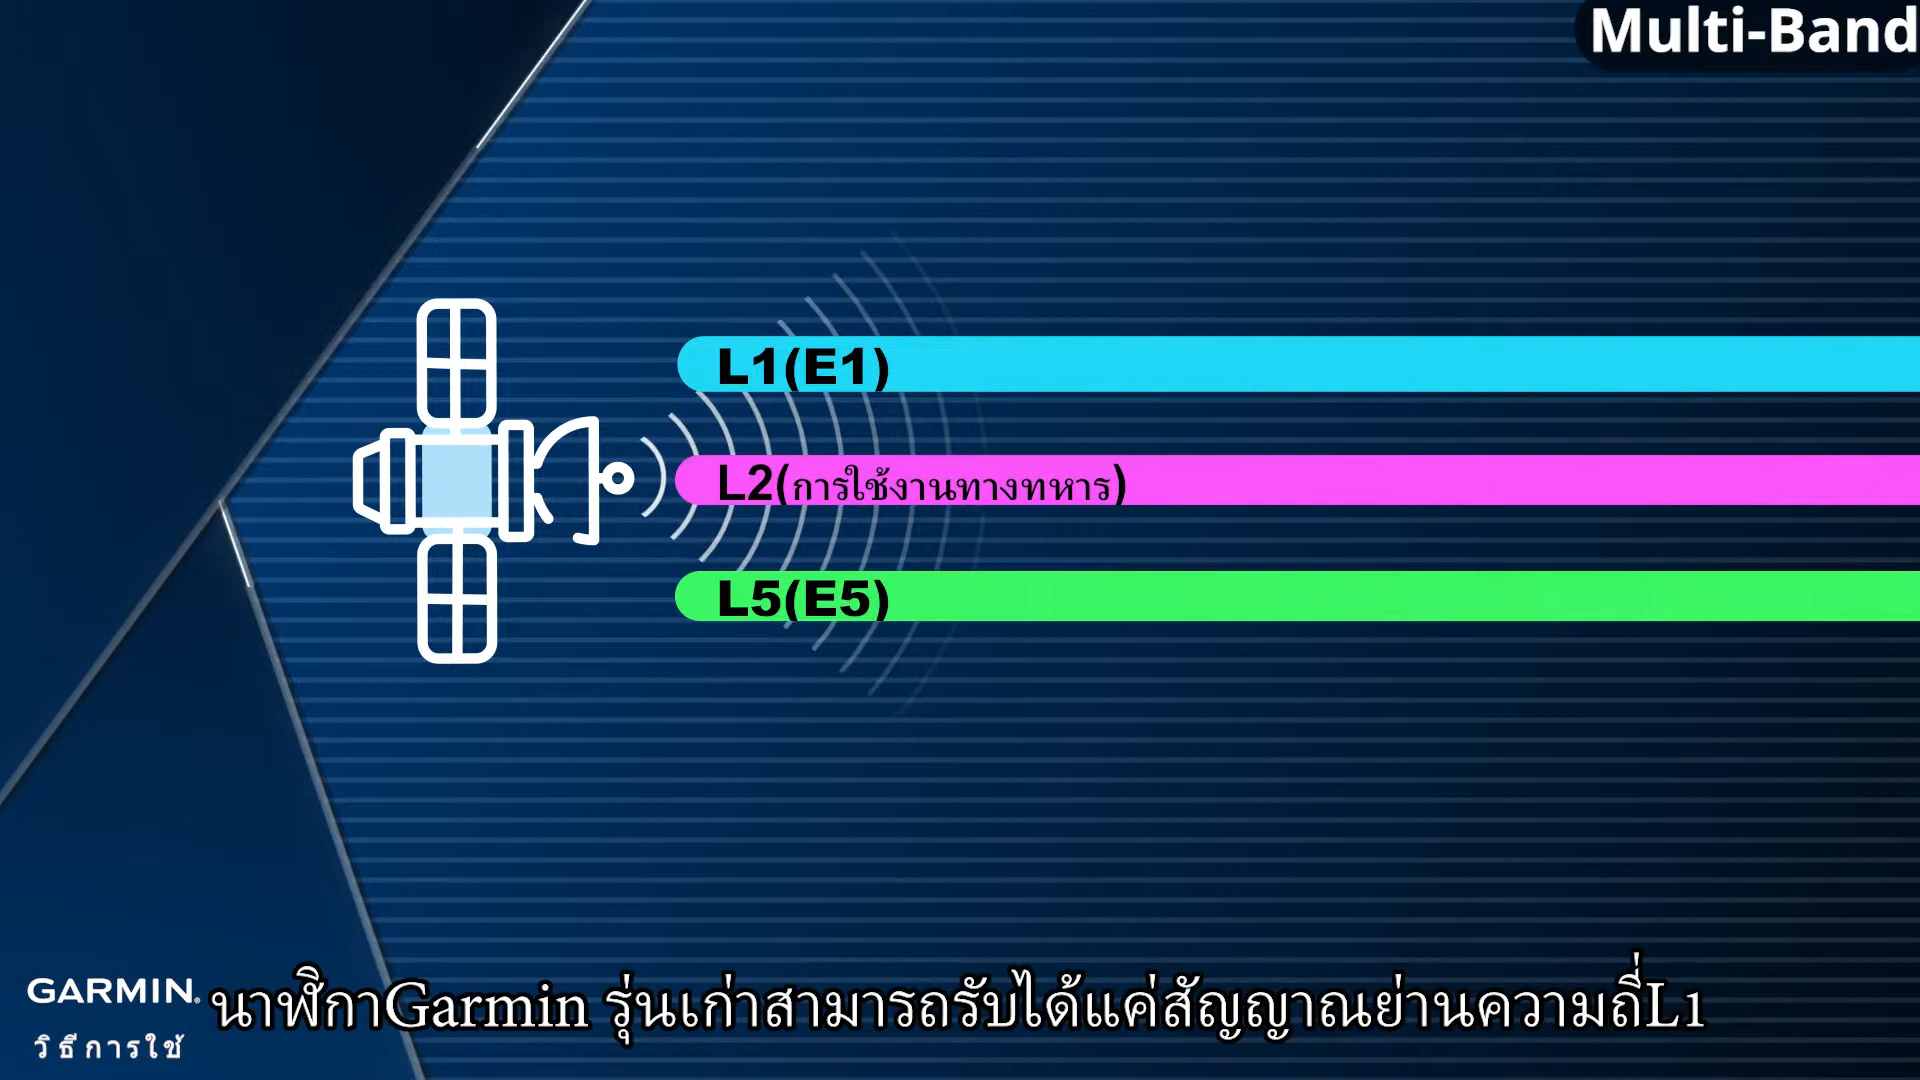 Multi-Band
L1(E1)
L2(การใช้งานทางทหาร)
L5(E5)
นาฬิกาGarmin รุ่นเก่าสามารถรับได้แค่สัญญาณย่านความถี่L1
GARMIN.
วิธีการใช้